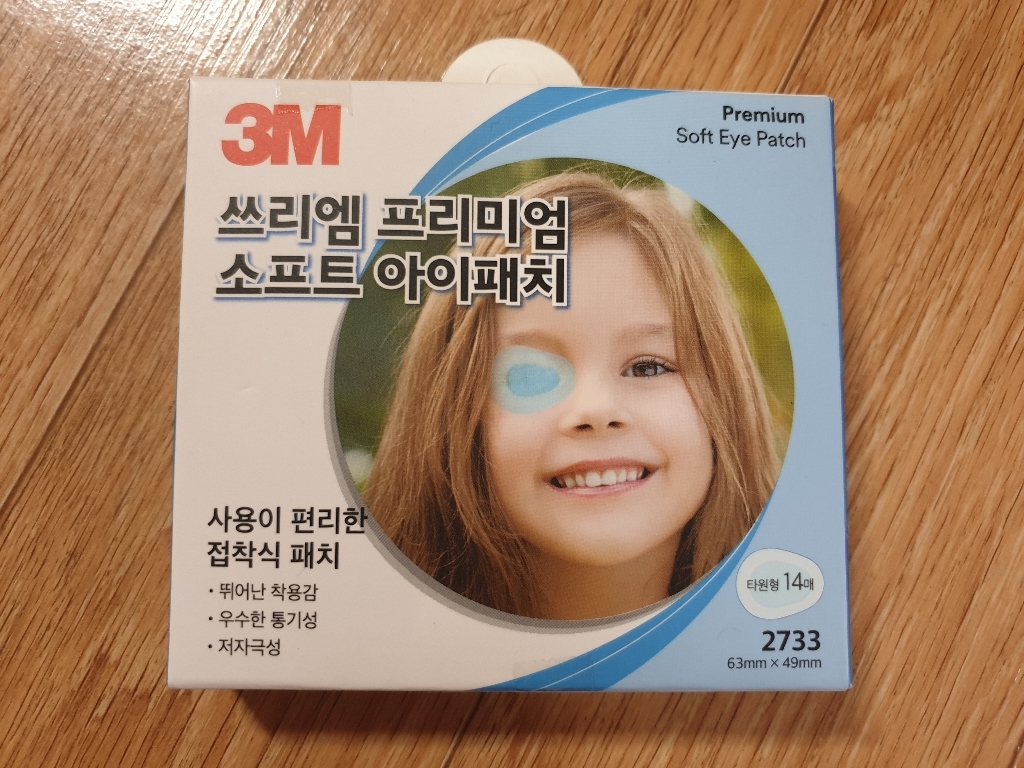 3M
Premium
Soft Eye Patch
쓰리엠 프리미엄
소프트 아이패치
사용이 편리한
접착식 패치
· 뛰어난 착용감
· 우수한 통기성
· 저자극성
타원형 14매
2733
63mm × 49mm